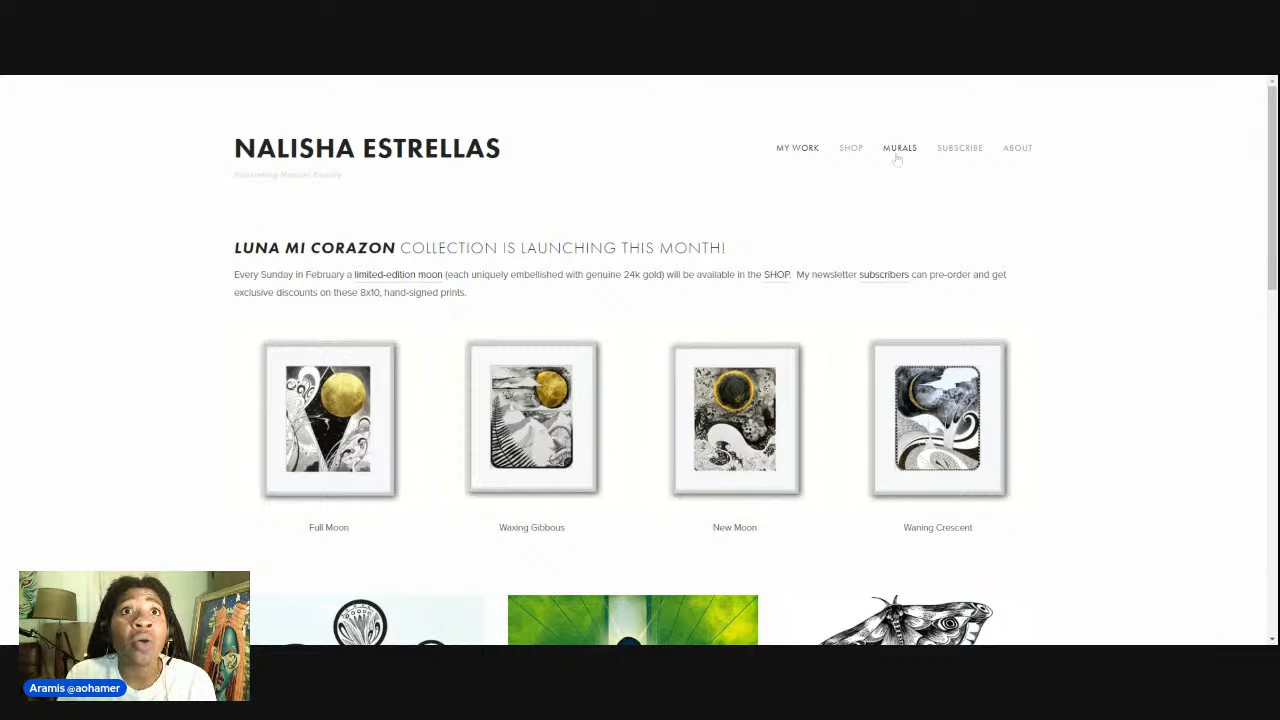 NALISHA ESTRELLAS
MY WORK SHOP MURALS SUBSCRIBE ABOUT
Illustrating Natural Beauty
LUNA MI CORAZON COLLECTION IS LAUNCHING THIS MONTH!
Every Sunday in February a limited-edition moon (each uniquely embellished with genuine 24k gold) will be available in the SHOP. My newsletter subscribers can pre-order and get
exclusive discounts on these 8x10, hand-signed prints.
Full Moon Waxing Gibbous New Moon Waning Crescent
Aramis @aohamer